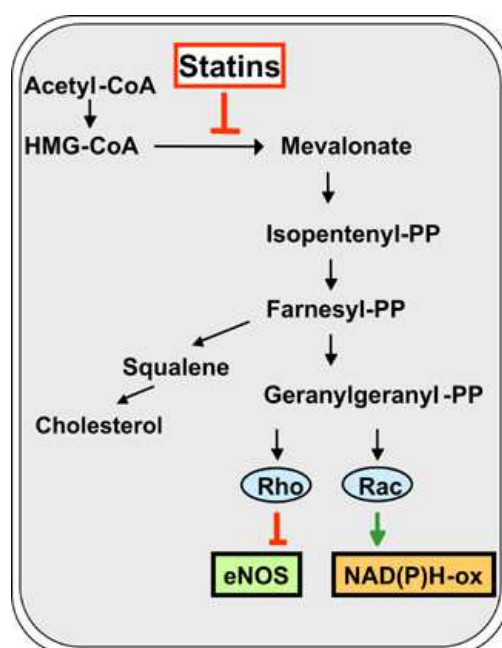 Statins
Acetyl-CoA
HMG-CoA
Mevalonate
Isopentenyl-PP
Farnesyl-PP
Squalene
Geranylgeranyl-PP
Cholesterol
Rho
Rac
eNOS
NAD(P)H-ox